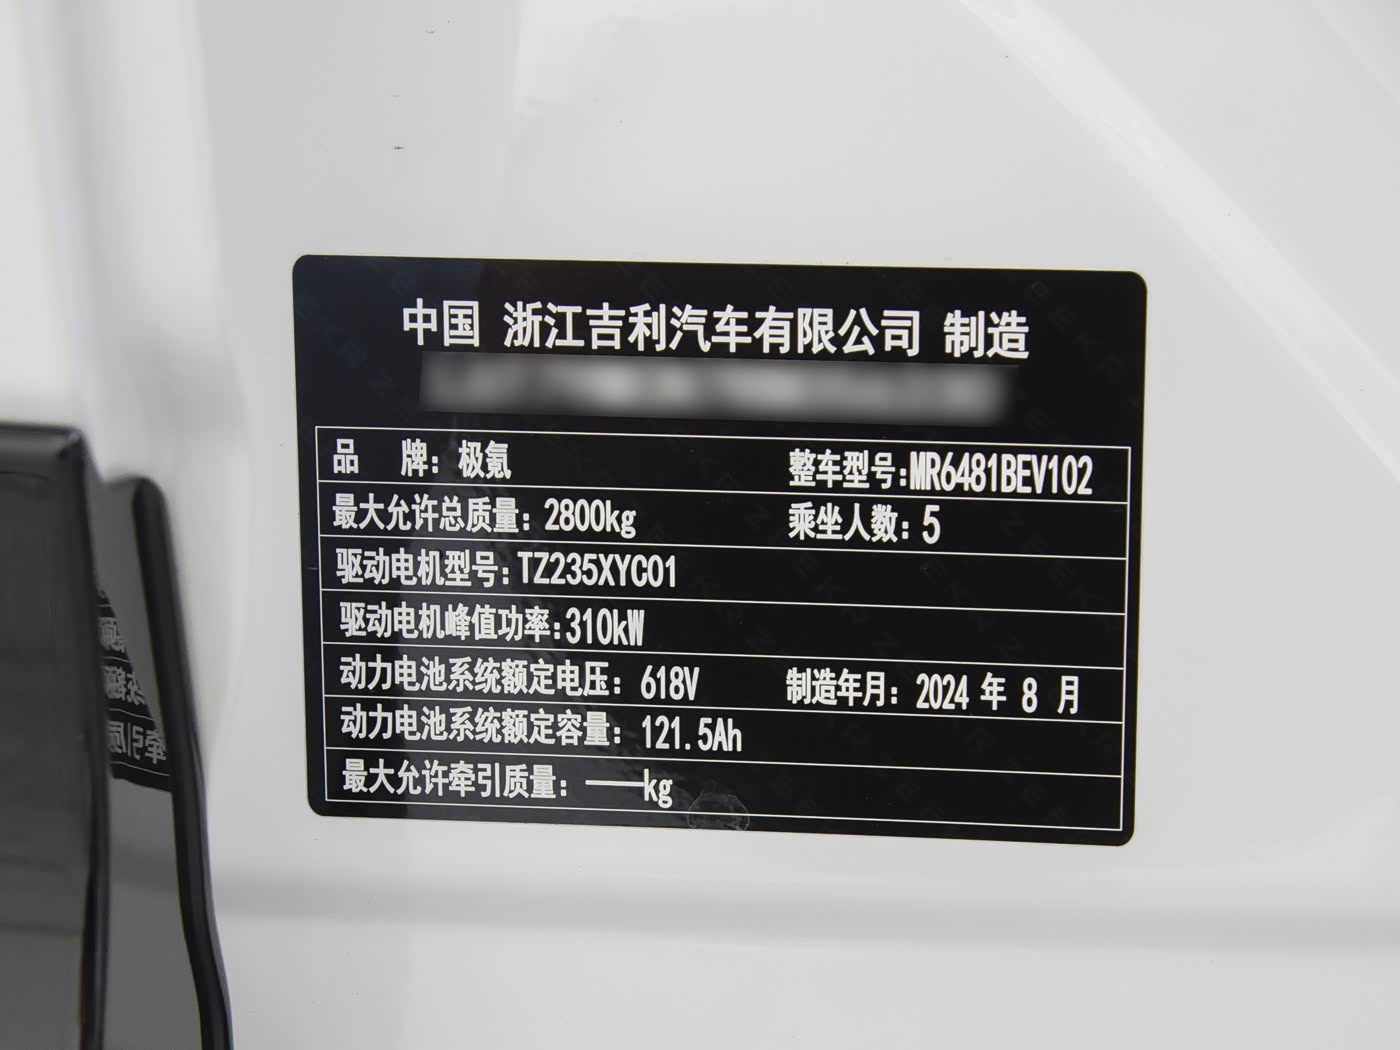 中国 浙江吉利汽车有限公司 制造
品 牌：极氪 整车型号:MR6481BEV102
最大允许总质量：2800kg 乘坐人数：5
驱动电机型号:TZ235XYC01
驱动电机峰值功率:310kW
动力电池系统额定电压：618V 制造年月：2024 年 8 月
动力电池系统额定容量：121.5Ah
最大允许牵引质量：——kg